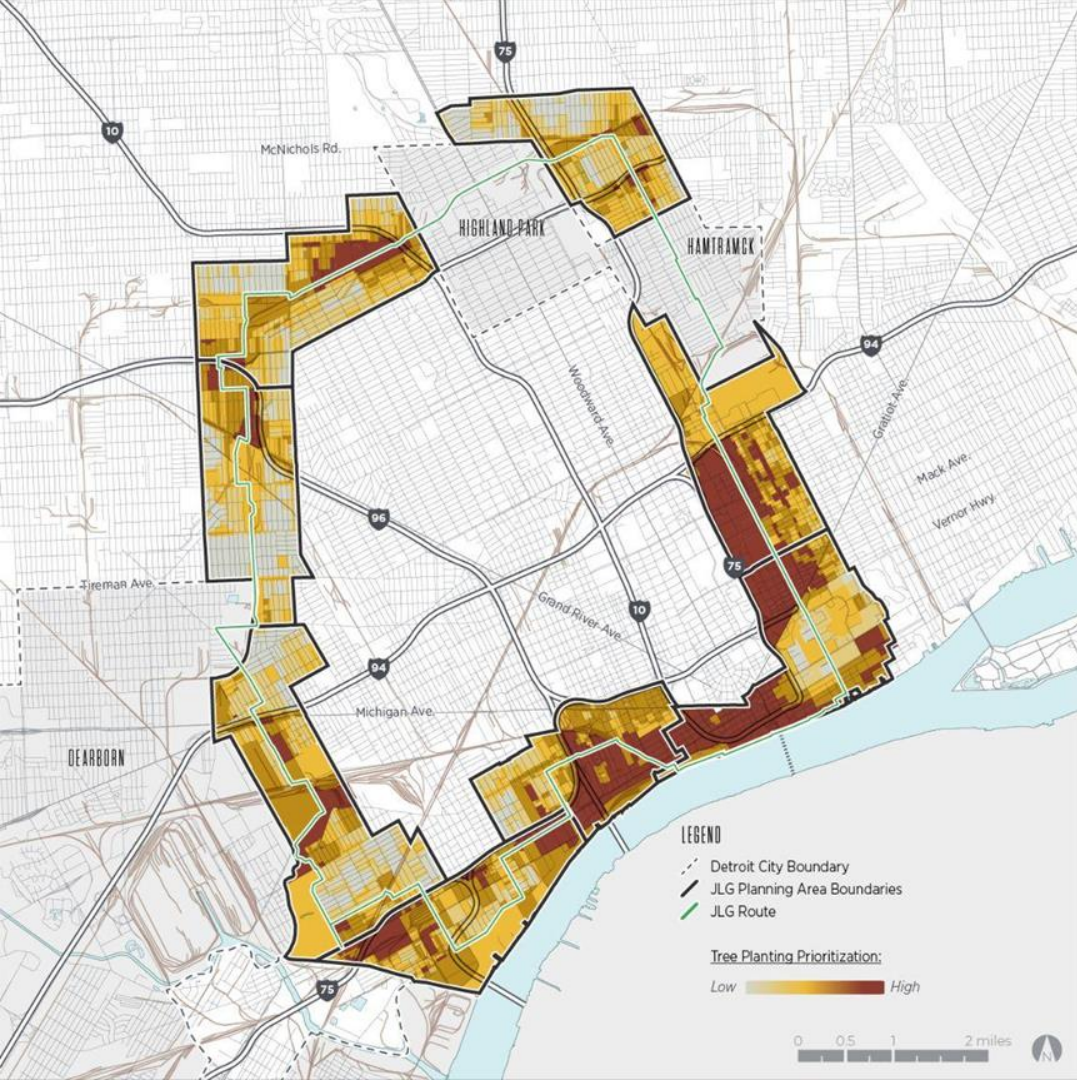 75
10
McNichols Rd.
HIGHLAND PARK
HAMTRAMCK
94
Woodward Ave.
Gratiot Ave.
Mack Ave.
Vernor Hwy.
96
75
Tireman Ave.
Grand River Ave.
10
94
Michigan Ave.
DEARBORN
LEGEND
Detroit City Boundary
JLG Planning Area Boundaries
JLG Route
Tree Planting Prioritization:
Low High
75
0 0.5 1 2 miles
N